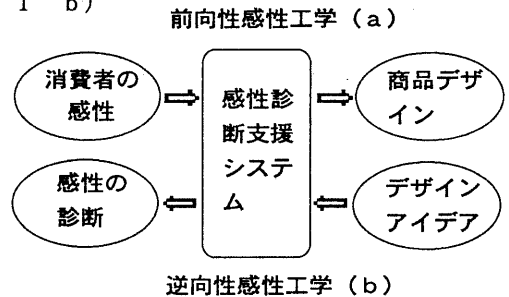 1 b)
前向性感性工学(a)
消費者の
感性
感性診
断支援
システ
ム
商品デザ
イン
感性の
診断
デザイン
アイデア
逆向性感性工学(b)